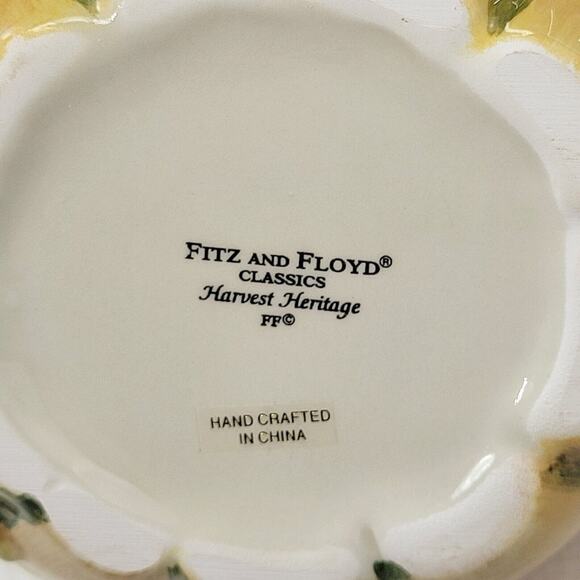 FITZ AND FLOYD®
CLASSICS
Harvest Heritage
FF©
HAND CRAFTED
IN CHINA